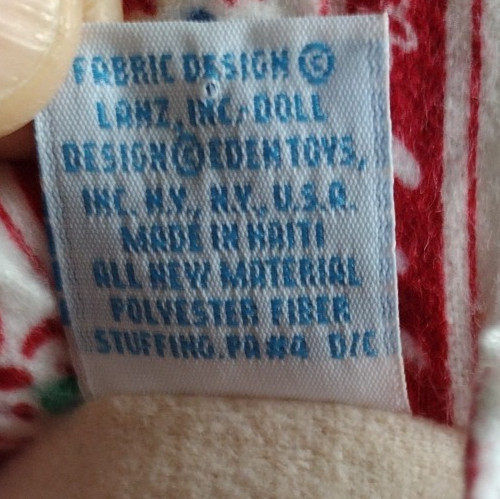 FABRIC DESIGN ©
LANZ, INC. DOLL
DESIGN © EDEN TOYS,
INC. N.Y., N.Y., U.S.A.
MADE IN HAITI
ALL NEW MATERIAL
POLYESTER FIBER
STUFFING. PA#4 D/C